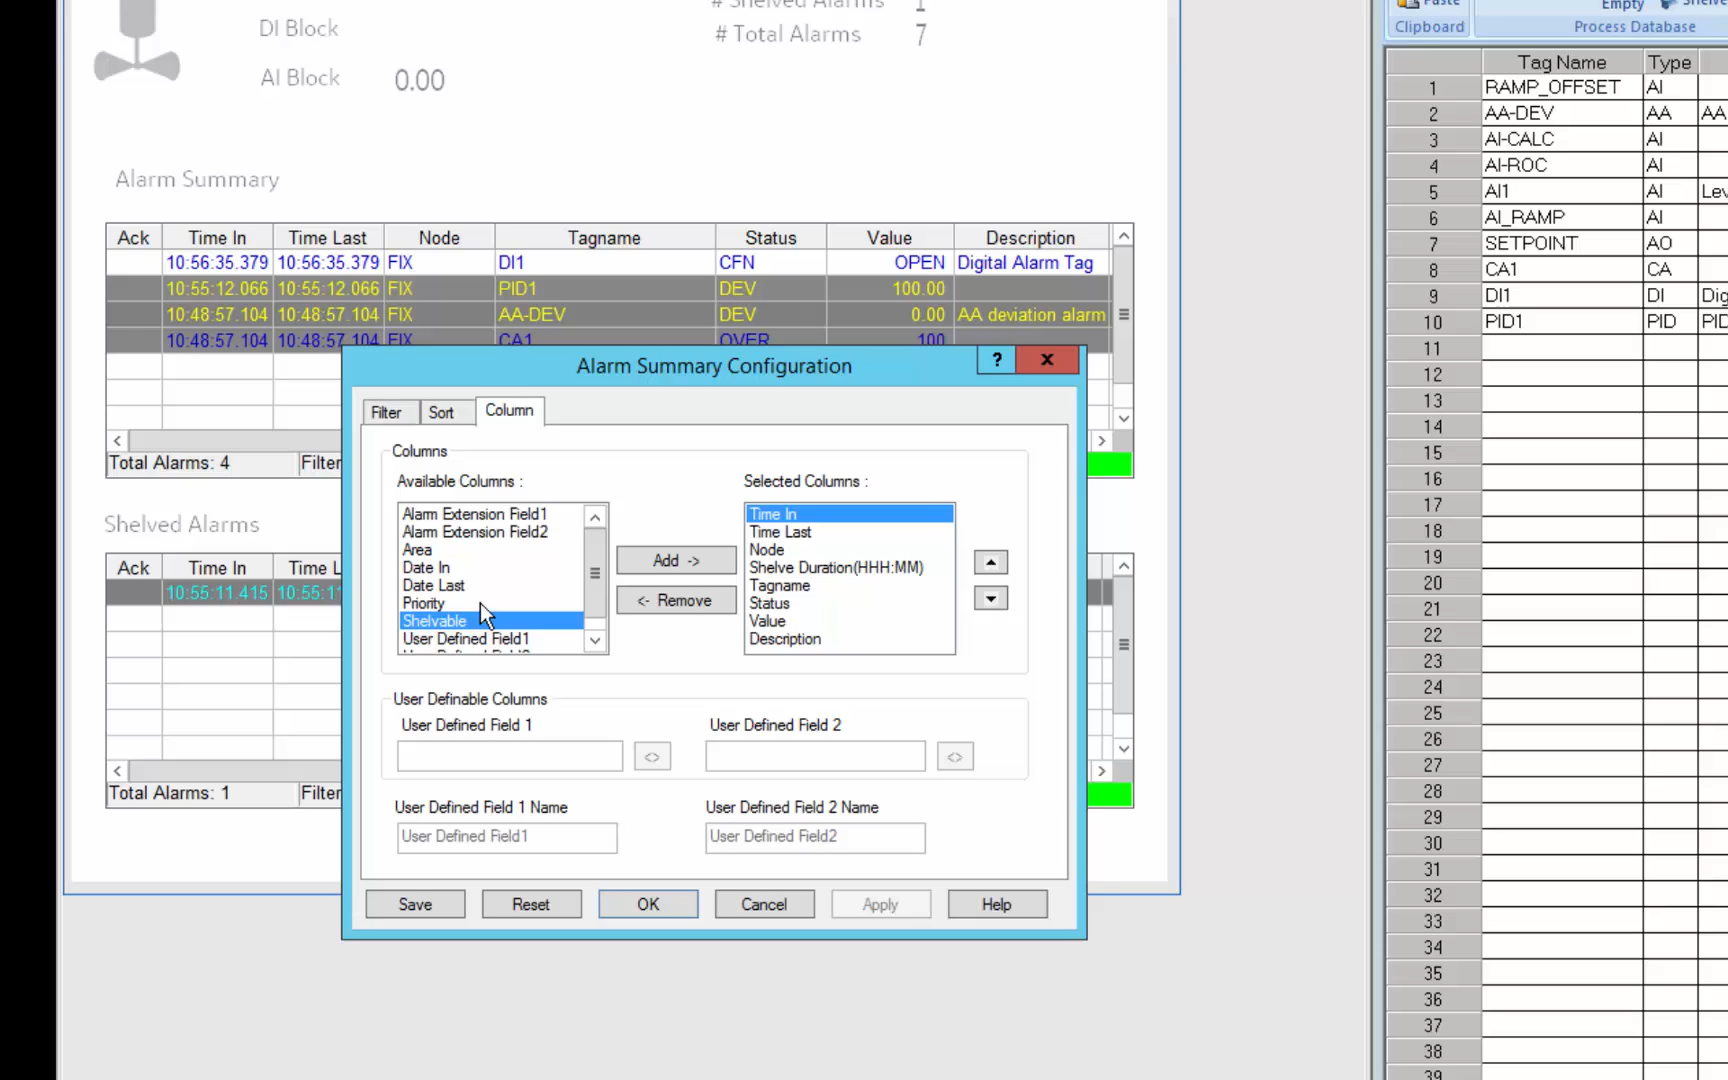 # Shelved Alarms 1
DI Block
# Total Alarms 7
AI Block 0.00
Alarm Summary
Ack Time In Time Last Node Tagname Status Value Description
10:56:35.379 10:56:35.379 FIX DI1 CFN OPEN Digital Alarm Tag
10:55:12.066 10:55:12.066 FIX PID1 DEV 100.00
10:48:57.104 10:48:57.104 FIX AA-DEV DEV 0.00 AA deviation alarm
10:48:57.104 10:48:57.104 FIX CA1 OVER 100
Total Alarms: 4 Filter
Shelved Alarms
Ack Time In Time L
10:55:11.415 10:55:1
Total Alarms: 1 Filter
Alarm Summary Configuration
? X
Filter Sort Column
Columns
Available Columns :
Alarm Extension Field1
Alarm Extension Field2
Area
Date In
Date Last
Priority
Shelvable
User Defined Field1
Add ->
<- Remove
Selected Columns :
Time In
Time Last
Node
Shelve Duration(HHH:MM)
Tagname
Status
Value
Description
User Definable Columns
User Defined Field 1 User Defined Field 2
<> <>
User Defined Field 1 Name User Defined Field 2 Name
User Defined Field1 User Defined Field2
Save Reset OK Cancel Apply Help
Paste
Empty
Clipboard Process Database
Tag Name Type
1 RAMP_OFFSET AI
2 AA-DEV AA AA
3 AI-CALC AI
4 AI-ROC AI
5 AI1 AI Lev
6 AI_RAMP AI
7 SETPOINT AO
8 CA1 CA
9 DI1 DI Dig
10 PID1 PID PID
11
12
13
14
15
16
17
18
19
20
21
22
23
24
25
26
27
28
29
30
31
32
33
34
35
36
37
38
39